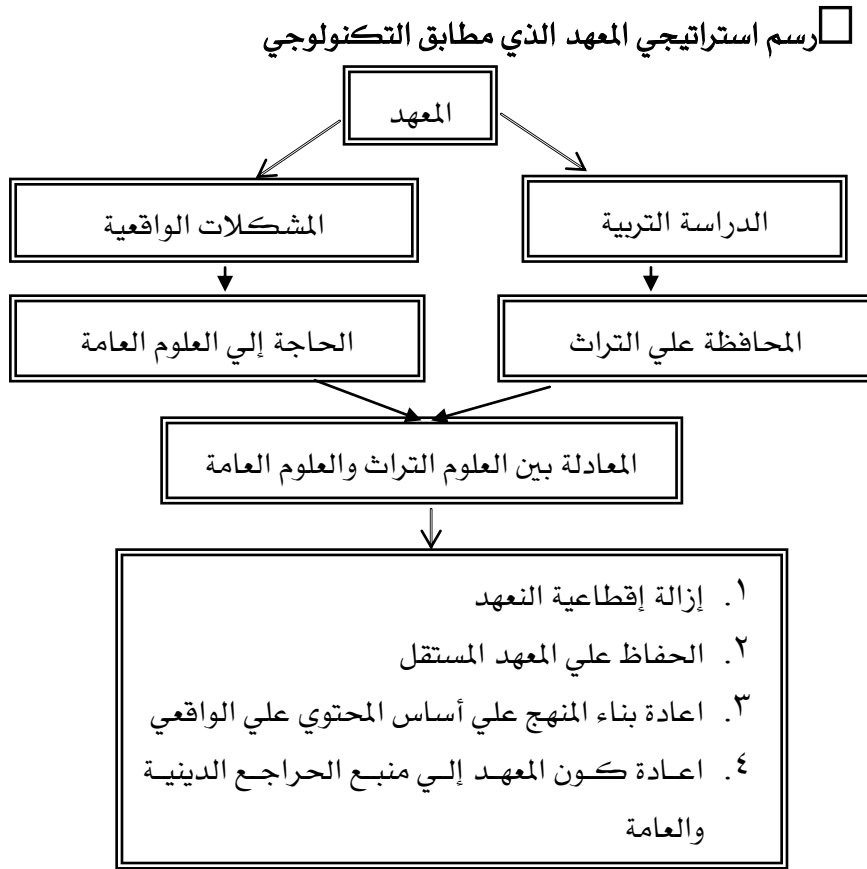 رسم استراتيجي المعهد الذي مطابق التكنولوجي
المعهد
الدراسة التربية
المشكلات الواقعية
المحافظة علي التراث
الحاجة إلي العلوم العامة
المعادلة بين العلوم التراث والعلوم العامة
١. إزالة إقطاعية النعهد
٢. الحفاظ علي المعهد المستقل
٣. اعادة بناء المنهج علي أساس المحتوي علي الواقعي
٤. اعادة كون المعهد إلي منبع الحراجع الدينية
والعامة